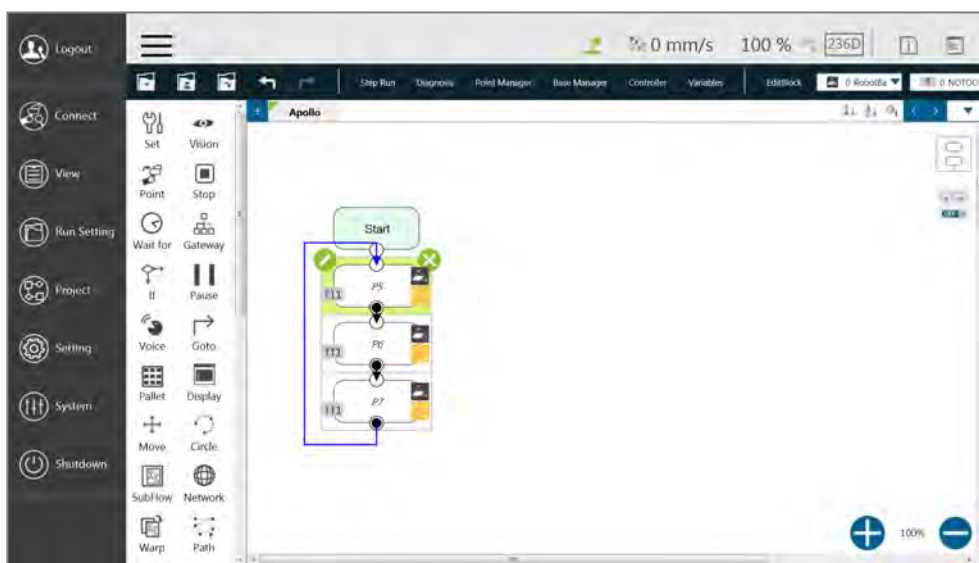 Logout
Connect
View
Run Setting
Project
Setting
System
Shutdown
0 mm/s 100 % 236D
Step Run Diagnosis Point Manager Base Manager Controller Variables EditBlock 0 RobotBa
Apollo
Set Vision
Point Stop
Wait for Gateway
If Pause
Voice Goto
Pallet Display
Move Circle
SubFlow Network
Warp Path
Start
P5
P6
P7
100%